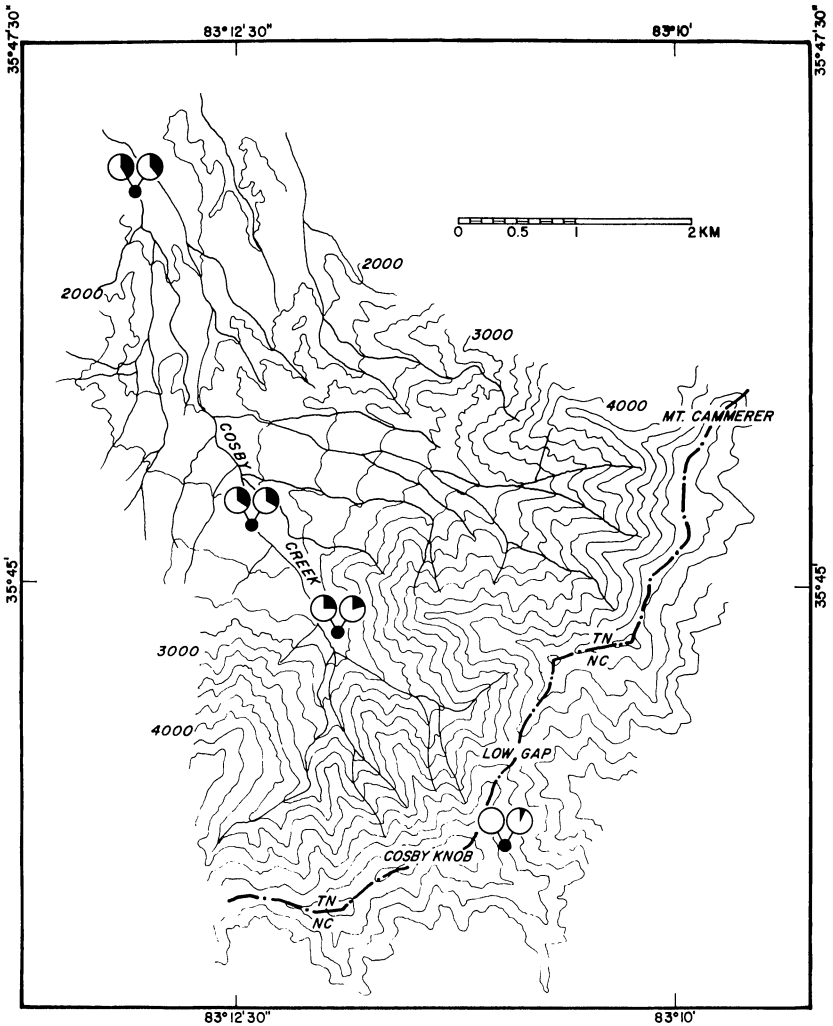 83°12'30"
83°10'
35°47'30"
35°47'30"
0 0.5 1 2 KM
2000
2000
3000
4000
MT. CAMMERER
COSBY
CREEK
35°45'
35°45'
TN
NC
3000
4000
LOW GAP
COSBY KNOB
TN
NC
83°12'30"
83°10'